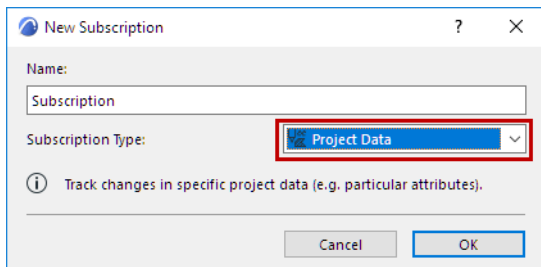 New Subscription
Name:
Subscription
Subscription Type: Project Data
Track changes in specific project data (e.g. particular attributes).
Cancel OK